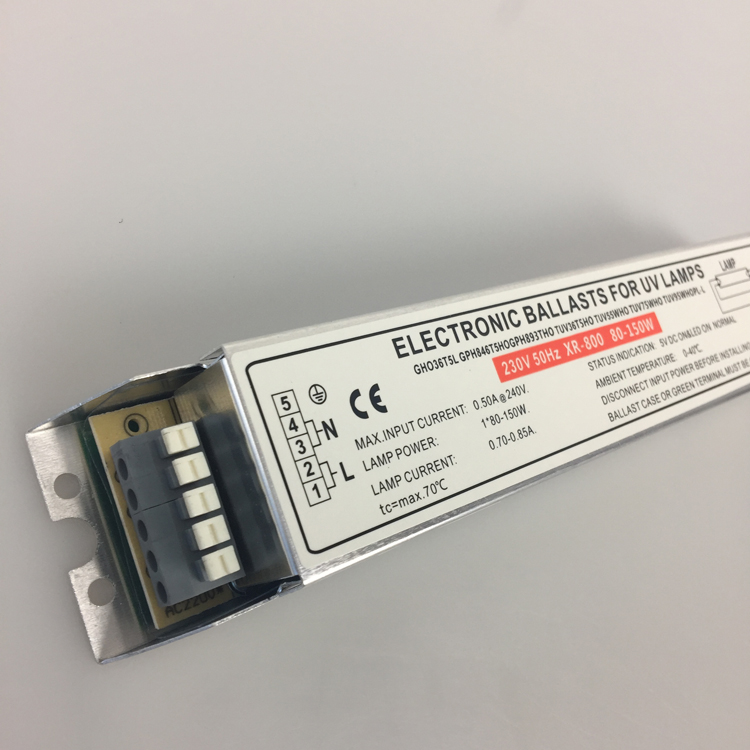 ELECTRONIC BALLASTS FOR UV LAMPS
GHO36T5L GPH846T5HOGPH893THO TUV36T5HO TUV55WHO TUV75WHO TUV95WHOPL-L
230V 50Hz XR-800 80-150W
LAMP
5
4
3
2
1
N
L
CE
MAX.INPUT CURRENT: 0.50A@240V.
LAMP POWER: 1*80-150W.
LAMP CURRENT: 0.70-0.85A.
tc=max.70℃
STATUS INDICATION: 5V DC ON&LED ON NORMAL
AMBIENT TEMPERATURE: 0-40℃
DISCONNECT INPUT POWER BEFORE INSTALLING
BALLAST CASE OR GREEN TERMINAL MUST BE